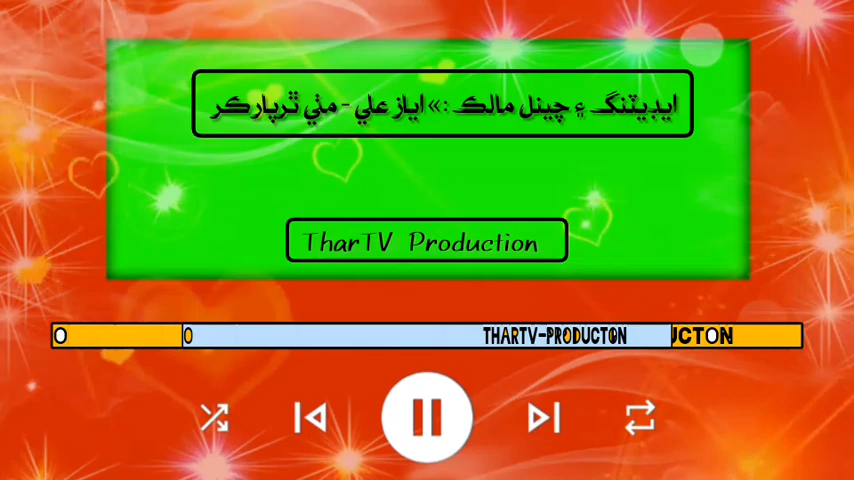 ايڊيٽنگ ۽ چينل مالڪ :» اياز علي - مٺي ٿرپارڪر
TharTV Production
O O THARTV-PRODUCTON UCTON